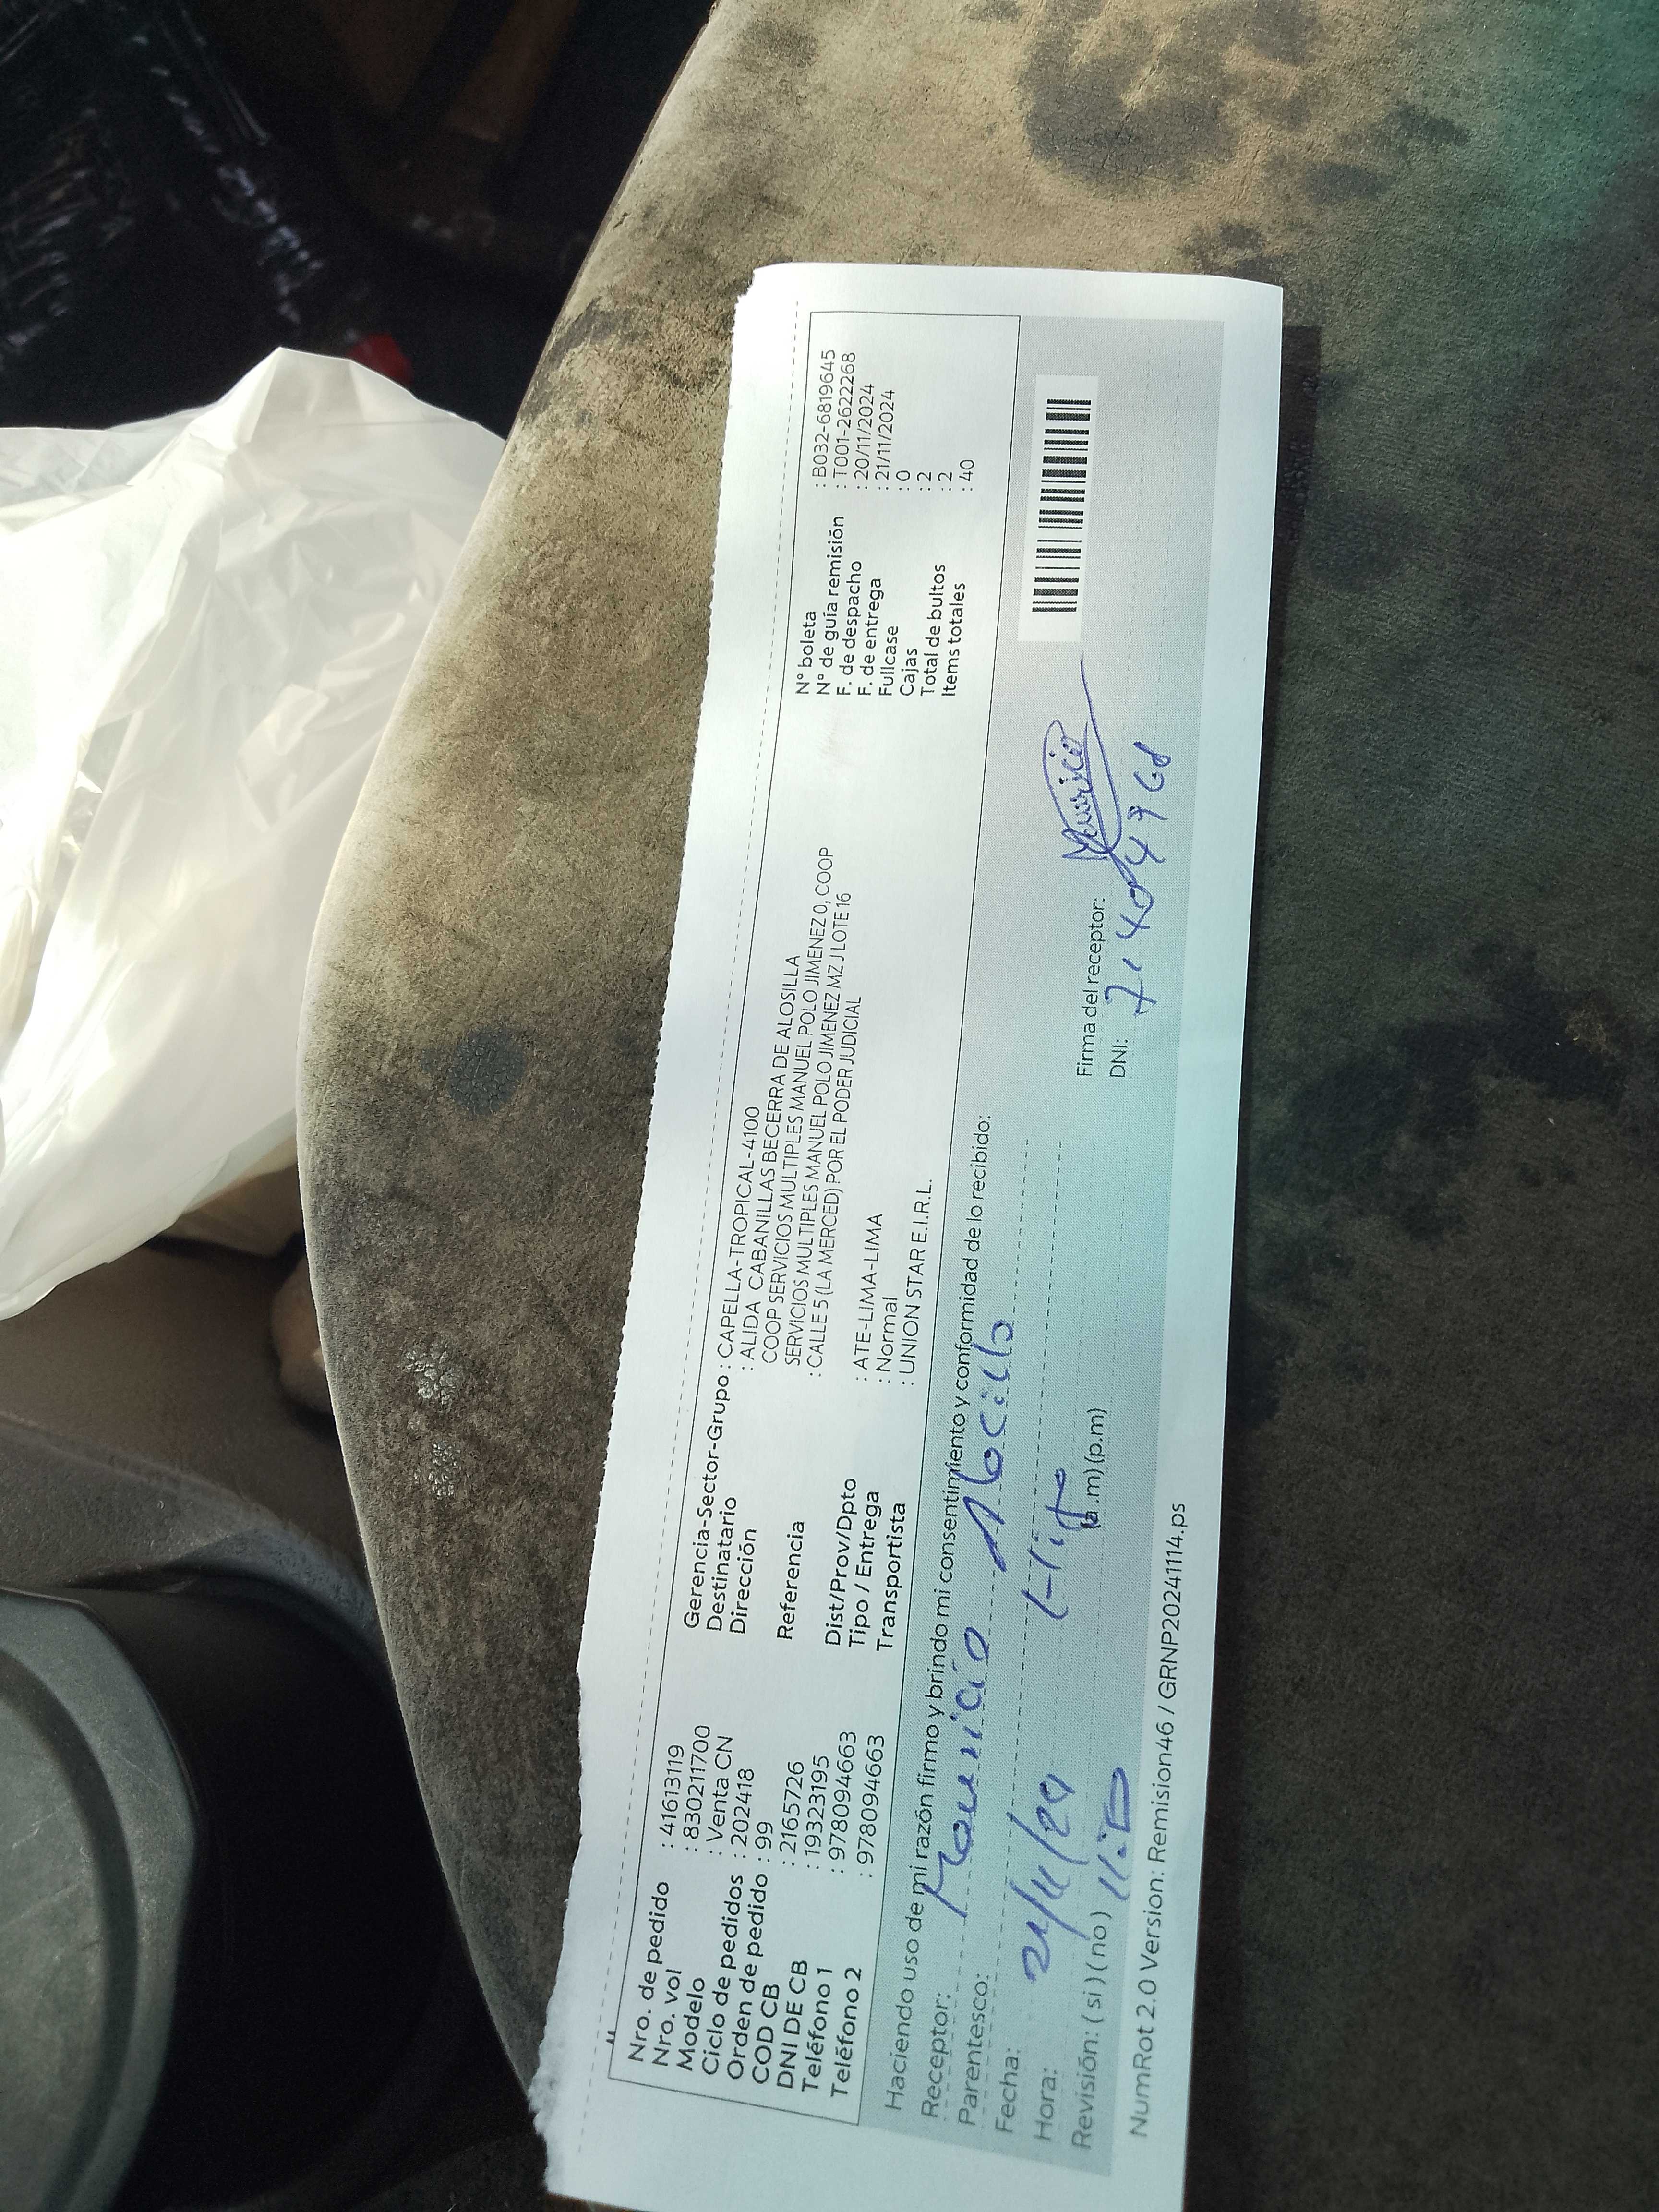 Nro. de pedido : 41613119
Nro. vol : 8302117​00
Modelo : Venta CN
Ciclo de pedidos : 202418
Orden de pedido : 99
COD CB : 2165726
DNI DE CB : 19323195
Teléfono 1 : 978094663
Teléfono 2 : 978094663
Gerencia-Sector-Grupo : CAPELLA-TROPICAL-4100
Destinatario : ALIDA CABANILLAS BECERRA DE ALOSILLA
Dirección COOP SERVICIOS MULTIPLES MANUEL POLO JIMENEZ 0, COOP
SERVICIOS MULTIPLES MANUEL POLO JIMENEZ MZ J LOTE 16
Referencia : CALLE 5 (LA MERCED) POR EL PODER JUDICIAL
Dist/Prov/Dpto : ATE-LIMA-LIMA
Tipo / Entrega : Normal
Transportista : UNION STAR E.I.R.L.
N° boleta : B032-6819645
N° de guía remisión : T001-2622268
F. de despacho : 20/11/2024
F. de entrega : 21/11/2024
Fullcase : 0
Cajas : 2
Total de bultos : 2
Items totales : 40
Haciendo uso de mi razón firmo y brindo mi consentimiento y conformidad de lo recibido:
Receptor: Mauricio
Parentesco:
Fecha: 21/11/24
Hora: (a.m) (p.m)
Revisión: ( si ) ( no )
Firma del receptor: Mauricio
DNI:
NumRot 2.0 Version: Remision46 / GRNP20241114.ps